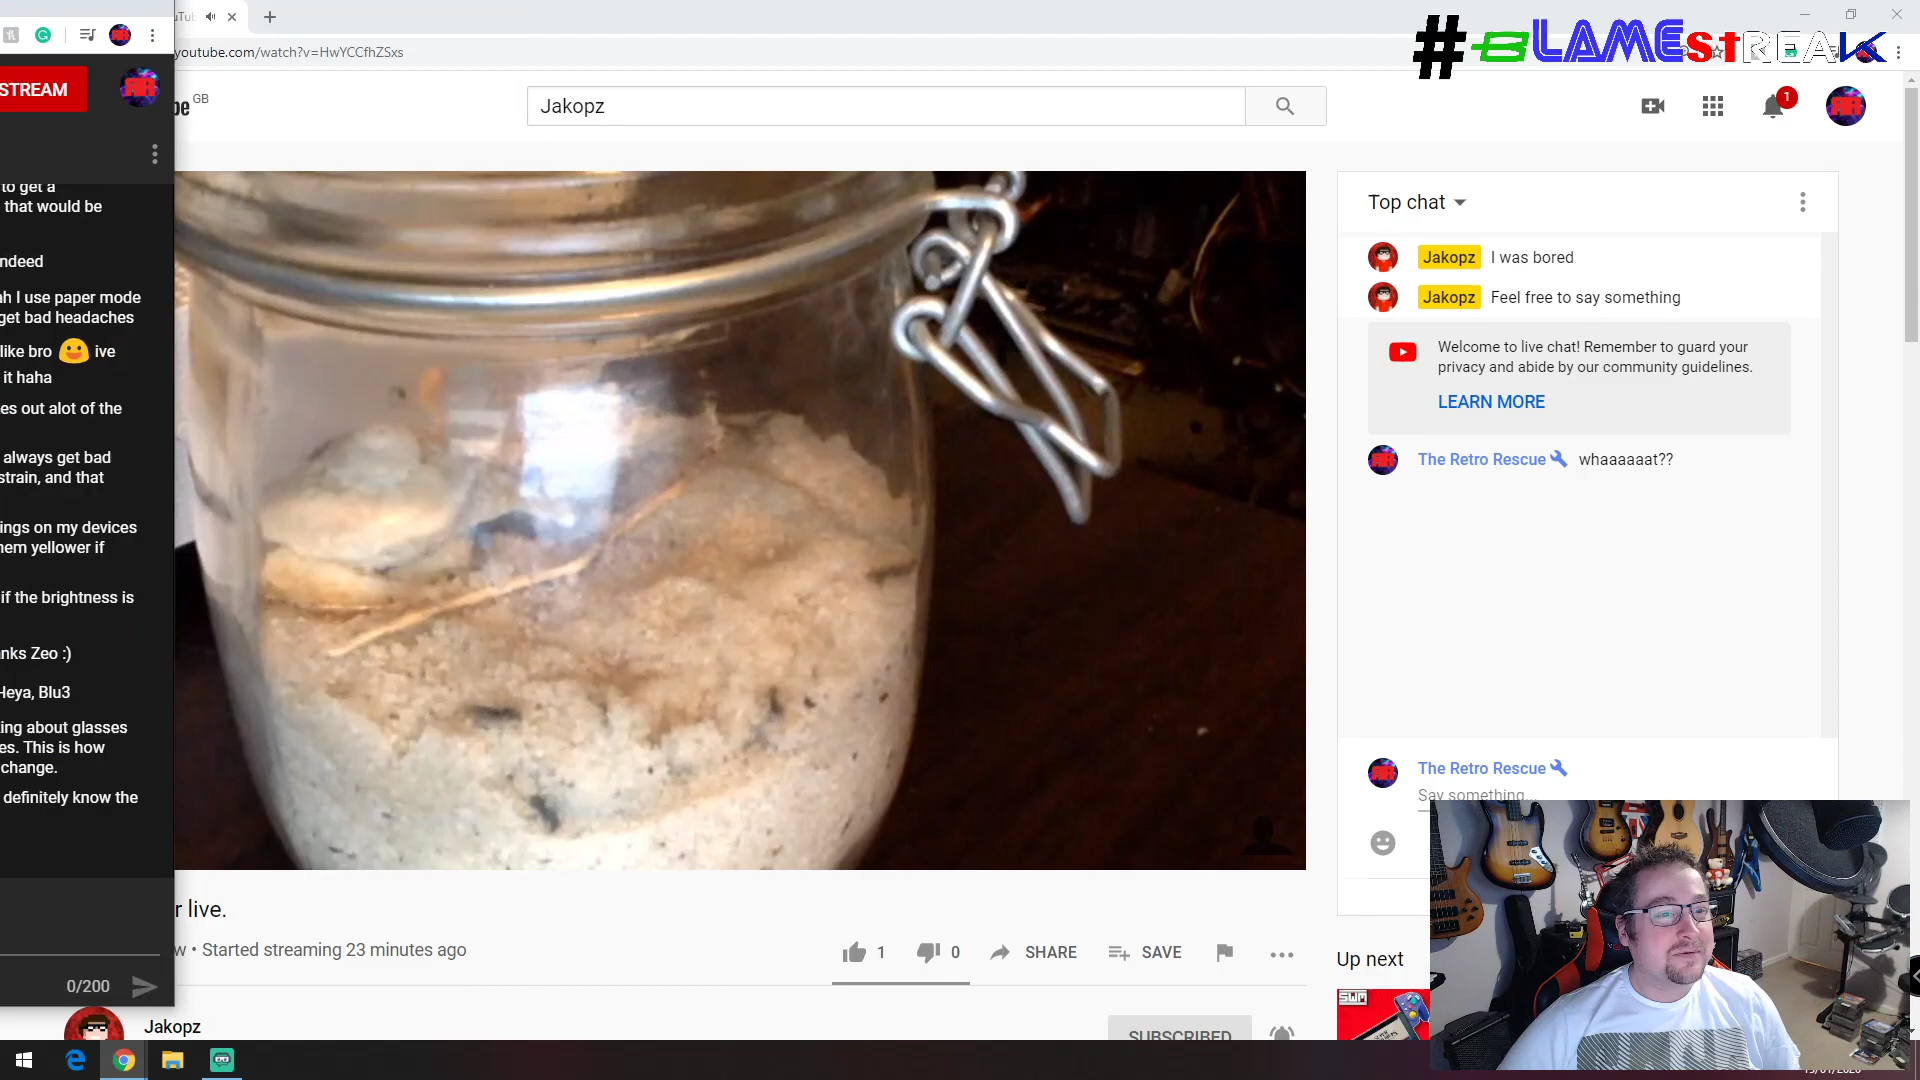 #BLAMEstREAK
youtube.com/watch?v=HwYCCfhZSxs
STREAM
GB
Jakopz
1
to get a
that would be
ndeed
ah I use paper mode
get bad headaches
like bro 😃 ive
it haha
es out alot of the
always get bad
strain, and that
ings on my devices
hem yellower if
if the brightness is
anks Zeo :)
Heya, Blu3
king about glasses
es. This is how
change.
definitely know the
0/200
Top chat
Jakopz I was bored
Jakopz Feel free to say something
Welcome to live chat! Remember to guard your
privacy and abide by our community guidelines.
LEARN MORE
The Retro Rescue whaaaaaat??
The Retro Rescue
Say something...
r live.
w • Started streaming 23 minutes ago
1
0
SHARE
SAVE
Up next
Jakopz
SUBSCRIBED